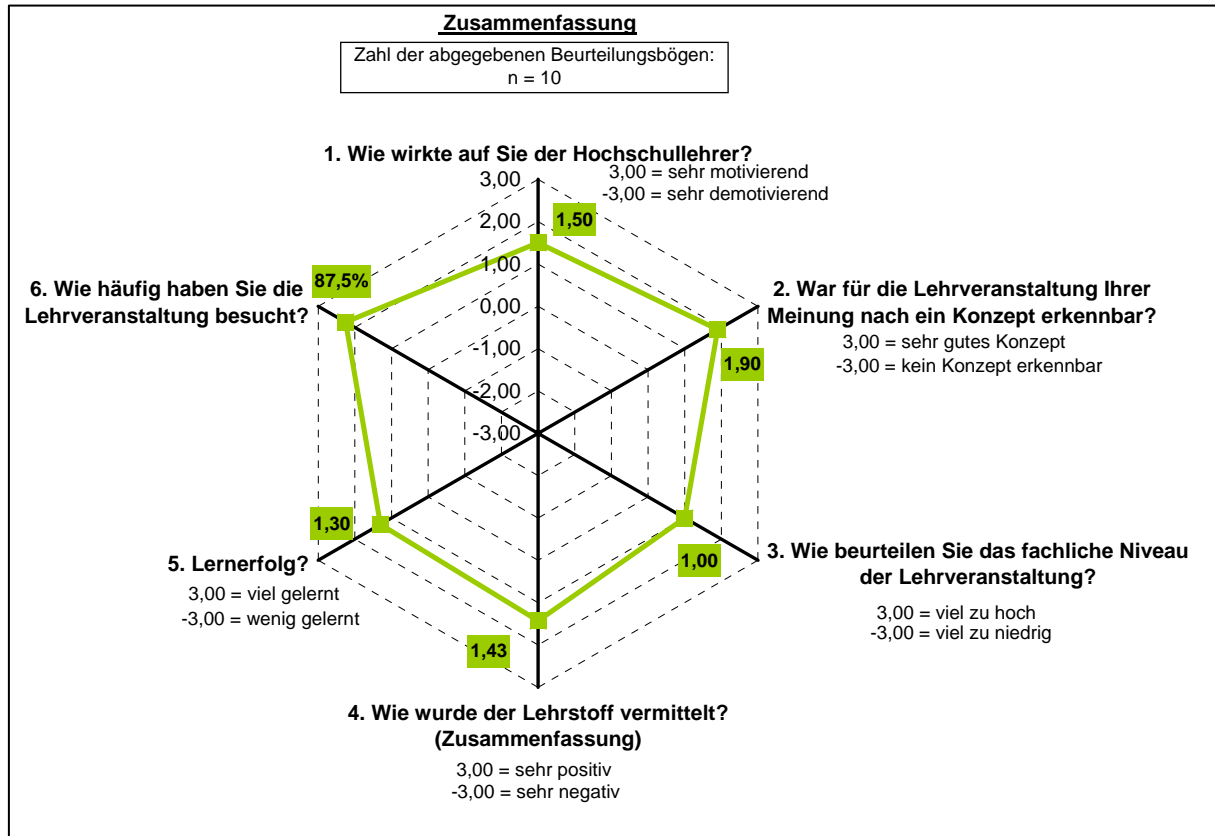 Zusammenfassung
Zahl der abgegebenen Beurteilungsbögen:
n = 10
1. Wie wirkte auf Sie der Hochschullehrer?
3,00 = sehr motivierend
-3,00 = sehr demotivierend
3,00
2,00
1,00
0,00
-1,00
-2,00
-3,00
1,50
2. War für die Lehrveranstaltung Ihrer
Meinung nach ein Konzept erkennbar?
3,00 = sehr gutes Konzept
-3,00 = kein Konzept erkennbar
1,90
3. Wie beurteilen Sie das fachliche Niveau
der Lehrveranstaltung?
3,00 = viel zu hoch
-3,00 = viel zu niedrig
1,00
4. Wie wurde der Lehrstoff vermittelt?
(Zusammenfassung)
3,00 = sehr positiv
-3,00 = sehr negativ
1,43
5. Lernerfolg?
3,00 = viel gelernt
-3,00 = wenig gelernt
1,30
6. Wie häufig haben Sie die
Lehrveranstaltung besucht?
87,5%